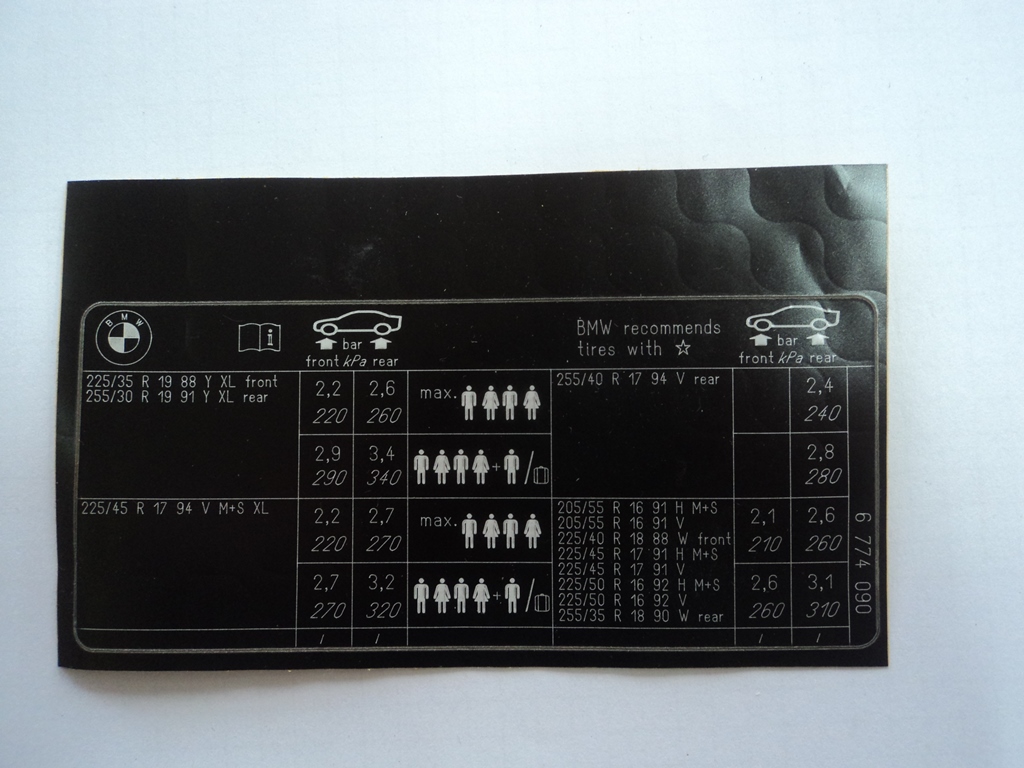 BMW
i
bar
front kPa rear
BMW recommends
tires with ☆
bar
front kPa rear
225/35 R 19 88 Y XL front
255/30 R 19 91 Y XL rear
2,2 2,6
220 260
max.
2,9 3,4
290 340
+ /
255/40 R 17 94 V rear
2,4
240
2,8
280
225/45 R 17 94 V M+S XL
2,2 2,7
220 270
max.
2,7 3,2
270 320
+ /
205/55 R 16 91 H M+S
205/55 R 16 91 V
225/40 R 18 88 W front
225/45 R 17 91 H M+S
225/45 R 17 91 V
225/50 R 16 92 H M+S
225/50 R 16 92 V
255/35 R 18 90 W rear
2,1 2,6
210 260
2,6 3,1
260 310
/ /
/ /
6 774 090